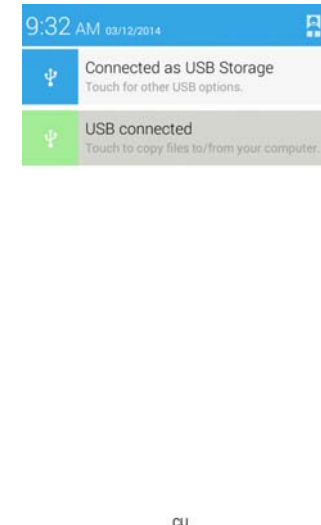 9:32 AM 03/12/2014
Connected as USB Storage
Touch for other USB options.
USB connected
Touch to copy files to/from your computer.
CU